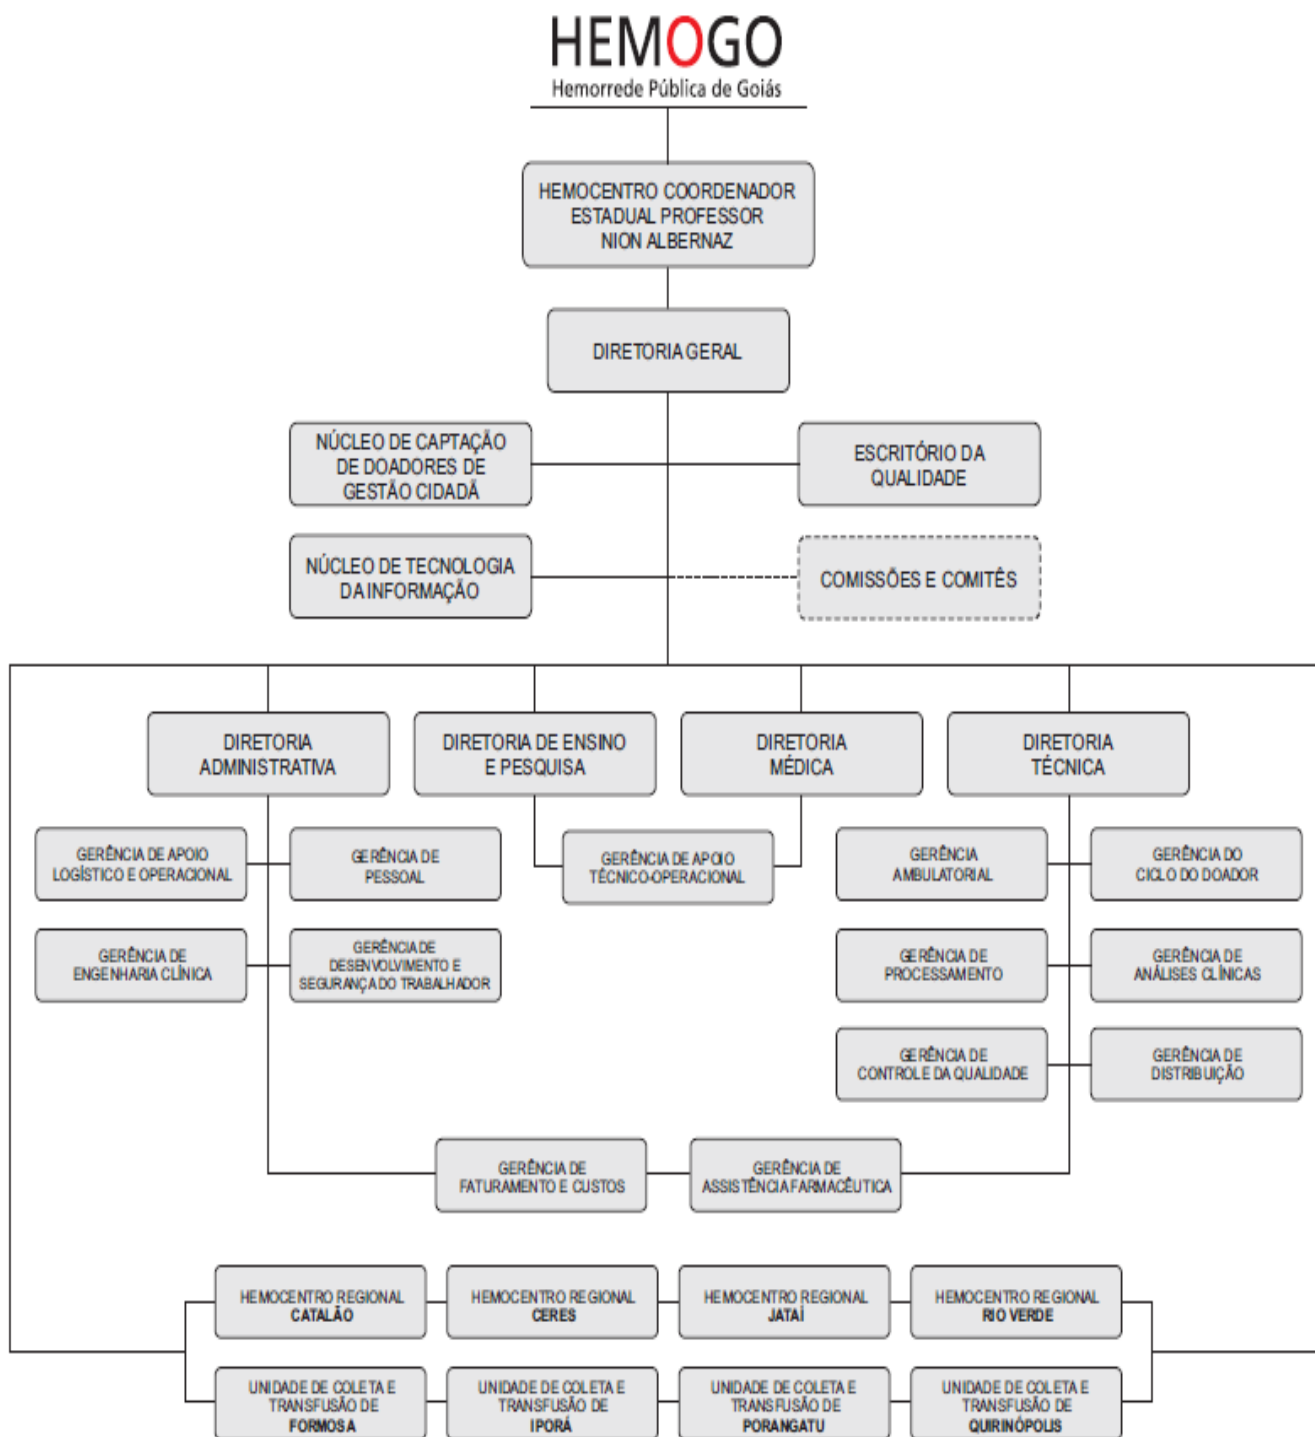 HEMOGO
Hemorrede Pública de Goiás
HEMOCENTRO COORDENADOR
ESTADUAL PROFESSOR
NION ALBERNAZ
DIRETORIA GERAL
NÚCLEO DE CAPTAÇÃO
DE DOADORES DE
GESTÃO CIDADÃ
ESCRITÓRIO DA
QUALIDADE
NÚCLEO DE TECNOLOGIA
DA INFORMAÇÃO
COMISSÕES E COMITÊS
DIRETORIA
ADMINISTRATIVA
DIRETORIA DE ENSINO
E PESQUISA
DIRETORIA
MÉDICA
DIRETORIA
TÉCNICA
GERÊNCIA DE APOIO
LOGÍSTICO E OPERACIONAL
GERÊNCIA DE
PESSOAL
GERÊNCIA DE APOIO
TÉCNICO-OPERACIONAL
GERÊNCIA
AMBULATORIAL
GERÊNCIA DO
CICLO DO DOADOR
GERÊNCIA DE
ENGENHARIA CLÍNICA
GERÊNCIA DE
DESENVOLVIMENTO E
SEGURANÇA DO TRABALHADOR
GERÊNCIA DE
PROCESSAMENTO
GERÊNCIA DE
ANÁLISES CLÍNICAS
GERÊNCIA DE
CONTROLE DA QUALIDADE
GERÊNCIA DE
DISTRIBUIÇÃO
GERÊNCIA DE
FATURAMENTO E CUSTOS
GERÊNCIA DE
ASSISTÊNCIA FARMACÊUTICA
HEMOCENTRO REGIONAL
CATALÃO
HEMOCENTRO REGIONAL
CERES
HEMOCENTRO REGIONAL
JATAÍ
HEMOCENTRO REGIONAL
RIO VERDE
UNIDADE DE COLETA E
TRANSFUSÃO DE
FORMOSA
UNIDADE DE COLETA E
TRANSFUSÃO DE
IPORÁ
UNIDADE DE COLETA E
TRANSFUSÃO DE
PORANGATU
UNIDADE DE COLETA E
TRANSFUSÃO DE
QUIRINÓPOLIS